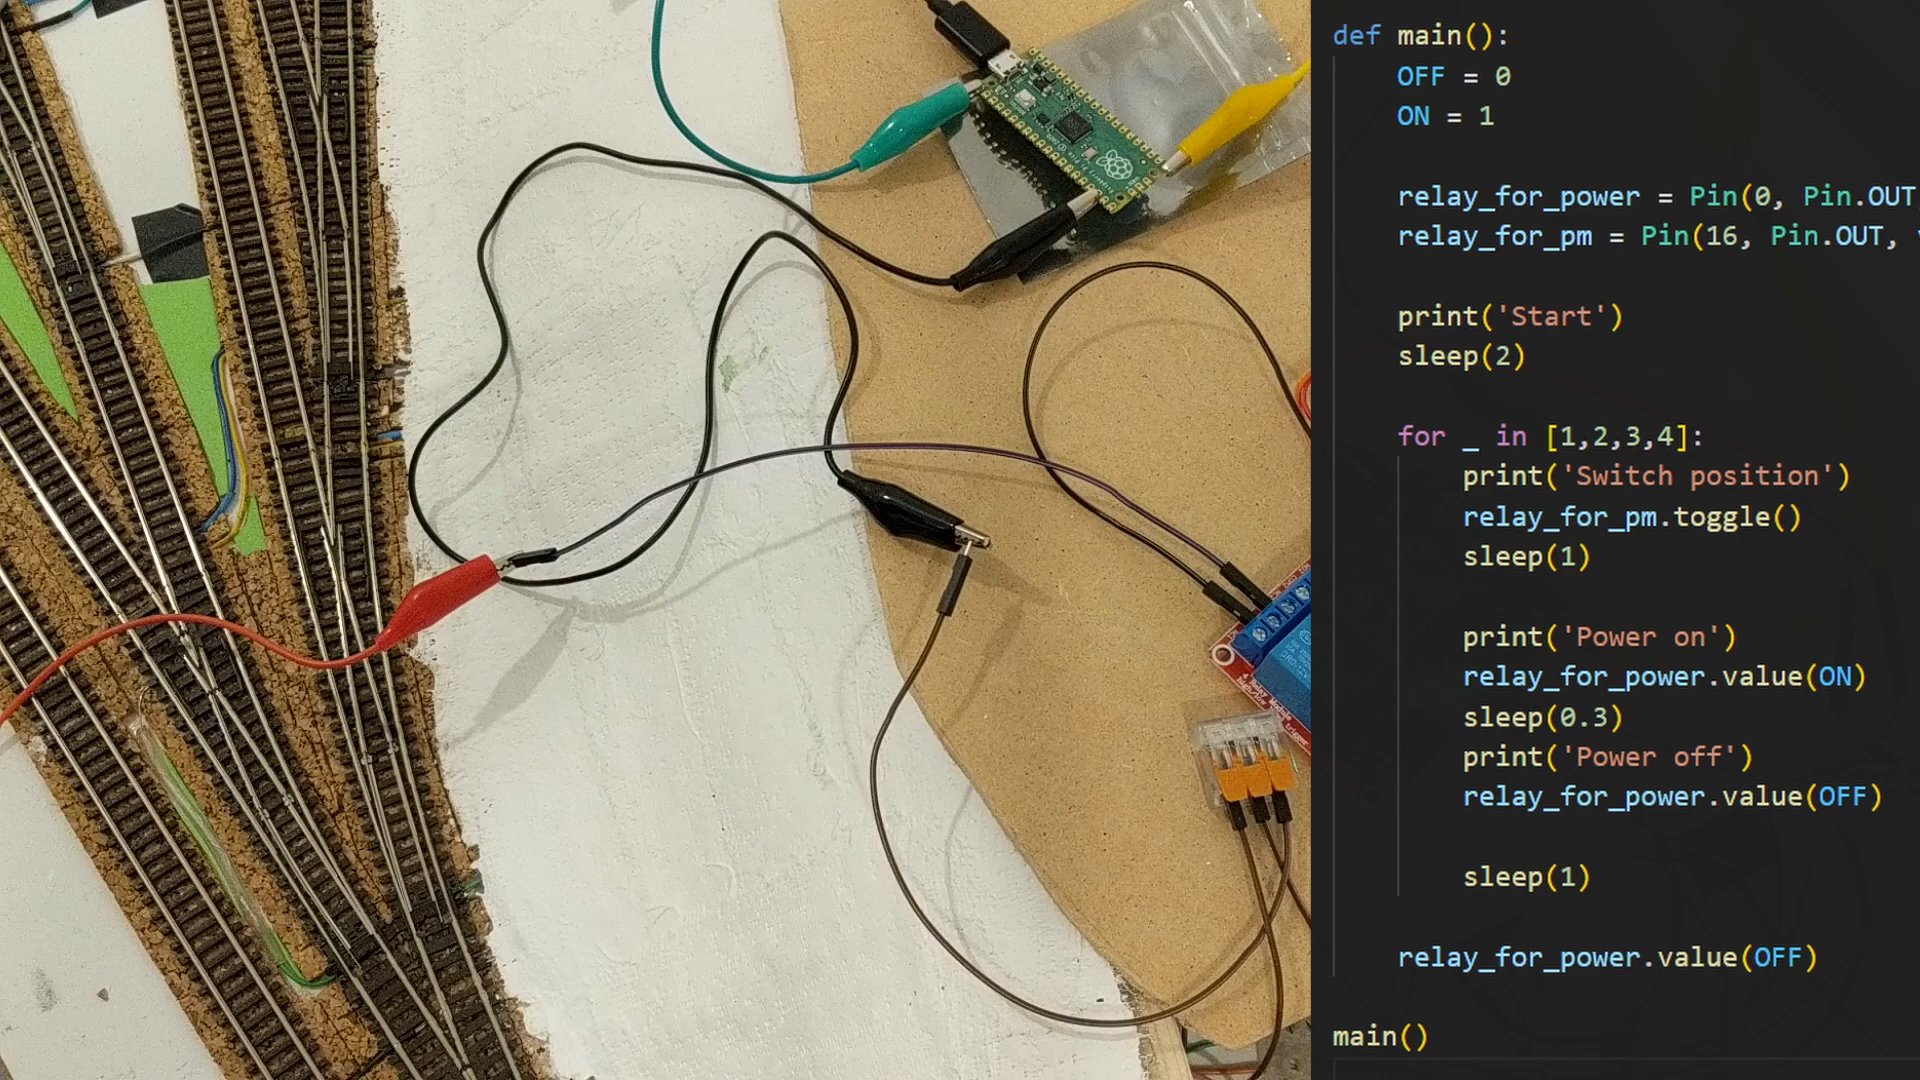 def main():
OFF = 0
ON = 1
relay_for_power = Pin(0, Pin.OUT
relay_for_pm = Pin(16, Pin.OUT,
print('Start')
sleep(2)
for _ in [1,2,3,4]:
print('Switch position')
relay_for_pm.toggle()
sleep(1)
print('Power on')
relay_for_power.value(ON)
sleep(0.3)
print('Power off')
relay_for_power.value(OFF)
sleep(1)
relay_for_power.value(OFF)
main()